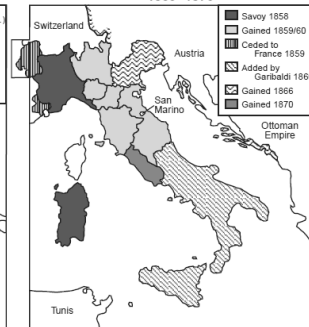 Switzerland
Austria
San
Marino
Ottoman
Empire
Tunis
Savoy 1858
Gained 1859/60
Ceded to
France 1859
Added by
Garibaldi
Gained 1866
Gained 1870